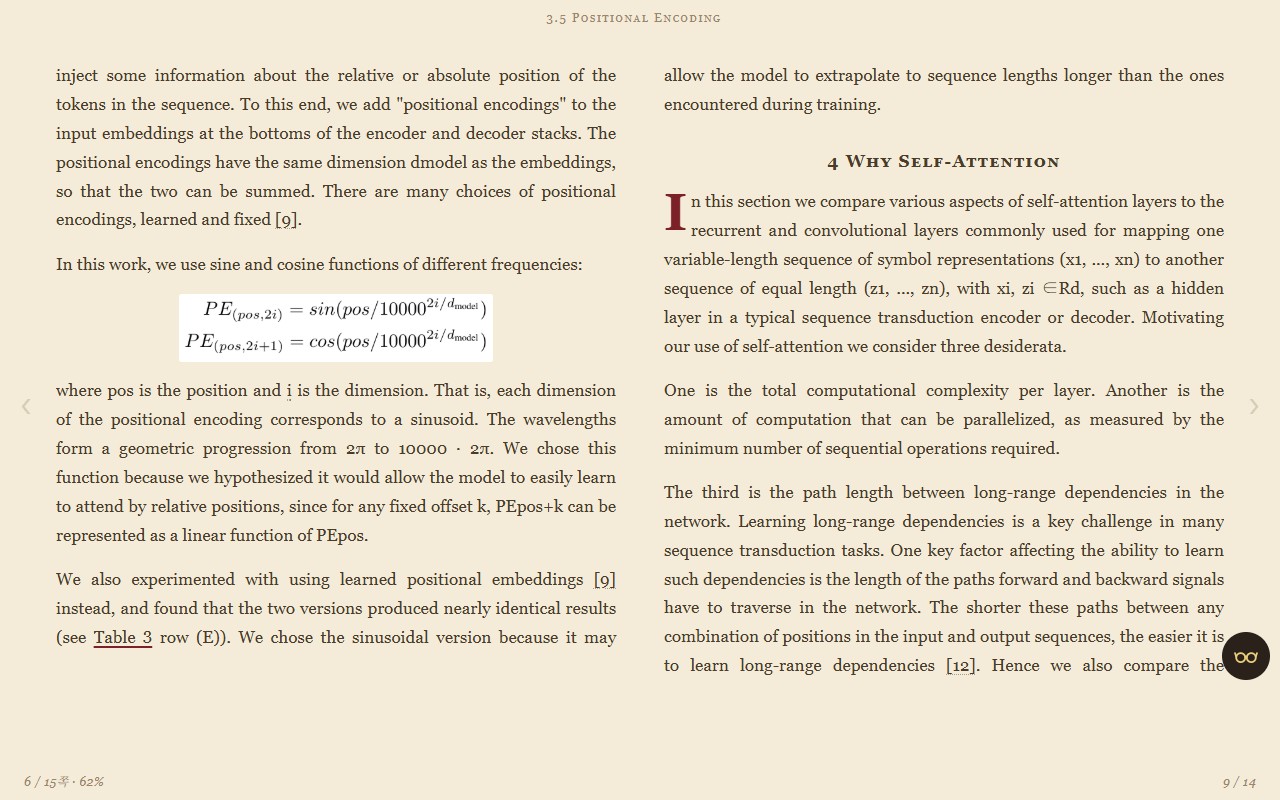 3.5 Positional Encoding
inject some information about the relative or absolute position of the
tokens in the sequence. To this end, we add "positional encodings" to the
input embeddings at the bottoms of the encoder and decoder stacks. The
positional encodings have the same dimension dmodel as the embeddings,
so that the two can be summed. There are many choices of positional
encodings, learned and fixed [9].
In this work, we use sine and cosine functions of different frequencies:
PE(pos,2i) = sin(pos/10000^2i/dmodel)
PE(pos,2i+1) = cos(pos/10000^2i/dmodel)
where pos is the position and i is the dimension. That is, each dimension
of the positional encoding corresponds to a sinusoid. The wavelengths
form a geometric progression from 2π to 10000 · 2π. We chose this
function because we hypothesized it would allow the model to easily learn
to attend by relative positions, since for any fixed offset k, PEpos+k can be
represented as a linear function of PEpos.
We also experimented with using learned positional embeddings [9]
instead, and found that the two versions produced nearly identical results
(see Table 3 row (E)). We chose the sinusoidal version because it may
allow the model to extrapolate to sequence lengths longer than the ones
encountered during training.
4 Why Self-Attention
In this section we compare various aspects of self-attention layers to the
recurrent and convolutional layers commonly used for mapping one
variable-length sequence of symbol representations (x1, ..., xn) to another
sequence of equal length (z1, ..., zn), with xi, zi ∈Rd, such as a hidden
layer in a typical sequence transduction encoder or decoder. Motivating
our use of self-attention we consider three desiderata.
One is the total computational complexity per layer. Another is the
amount of computation that can be parallelized, as measured by the
minimum number of sequential operations required.
The third is the path length between long-range dependencies in the
network. Learning long-range dependencies is a key challenge in many
sequence transduction tasks. One key factor affecting the ability to learn
such dependencies is the length of the paths forward and backward signals
have to traverse in the network. The shorter these paths between any
combination of positions in the input and output sequences, the easier it is
to learn long-range dependencies [12]. Hence we also compare the
6 / 15쪽 · 62%
9 / 14